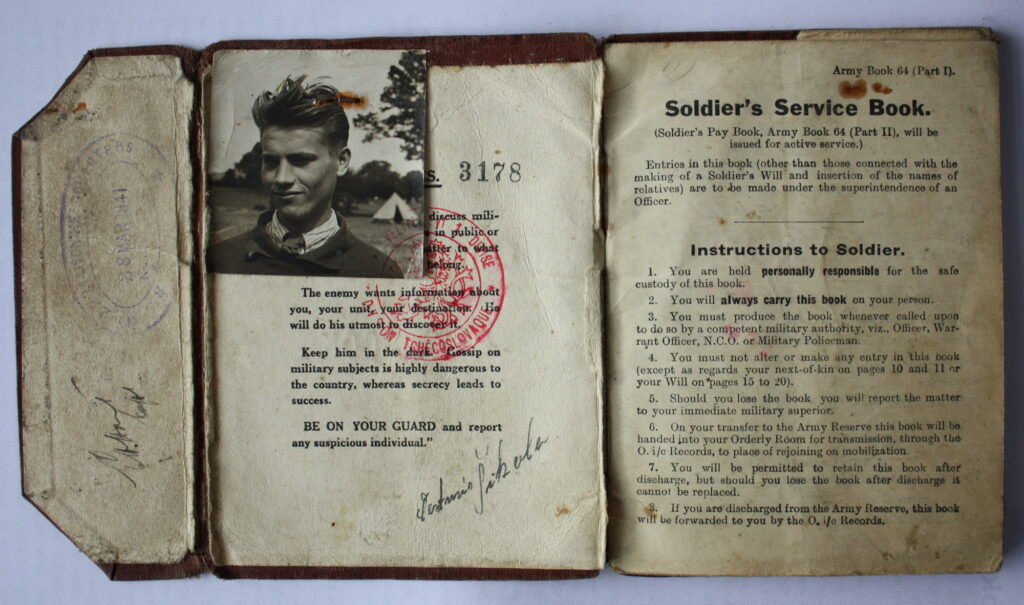 MAR 1941
S. 3178
discuss mili-
in public or
to what
belong.
The enemy wants information about
you, your unit, your destination. He
will do his utmost to discover it.
Keep him in the dark. Gossip on
military subjects is highly dangerous to
the country, whereas secrecy leads to
success.
BE ON YOUR GUARD and report
any suspicious individual."
TCHÉCOSLOVAQUE
Army Book 64 (Part I).
Soldier's Service Book.
(Soldier's Pay Book, Army Book 64 (Part II), will be
issued for active service.)
Entries in this book (other than those connected with the
making of a Soldier's Will and insertion of the names of
relatives) are to be made under the superintendence of an
Officer.
Instructions to Soldier.
1. You are held personally responsible for the safe
custody of this book.
2. You will always carry this book on your person.
3. You must produce the book whenever called upon
to do so by a competent military authority, viz., Officer, War-
rant Officer, N.C.O. or Military Policeman.
4. You must not alter or make any entry in this book
(except as regards your next-of-kin on pages 10 and 11 or
your Will on pages 15 to 20).
5. Should you lose the book you will report the matter
to your immediate military superior.
6. On your transfer to the Army Reserve this book will be
handed into your Orderly Room for transmission, through the
O. i/c Records, to place of rejoining on mobilization.
7. You will be permitted to retain this book after
discharge, but should you lose the book after discharge it
cannot be replaced.
8. If you are discharged from the Army Reserve, this book
will be forwarded to you by the O. i/c Records.